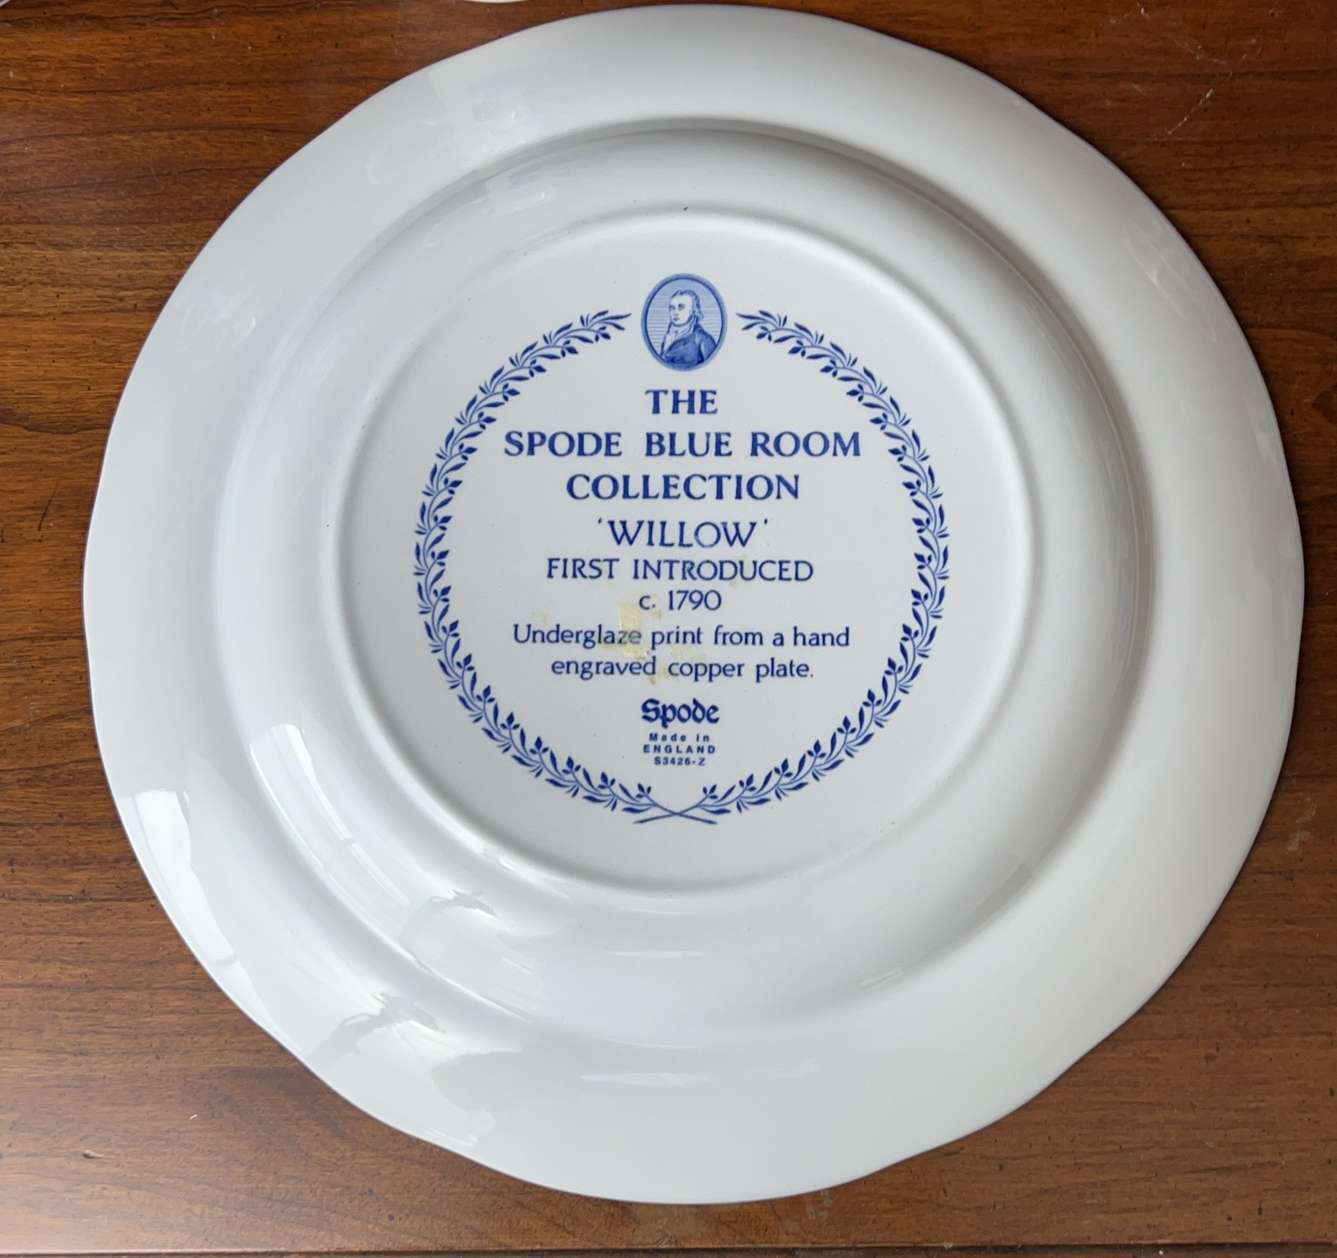 THE
SPODE BLUE ROOM
COLLECTION
'WILLOW'
FIRST INTRODUCED
c. 1790
Underglaze print from a hand
engraved copper plate.
Spode
Made in
ENGLAND
S3426-Z